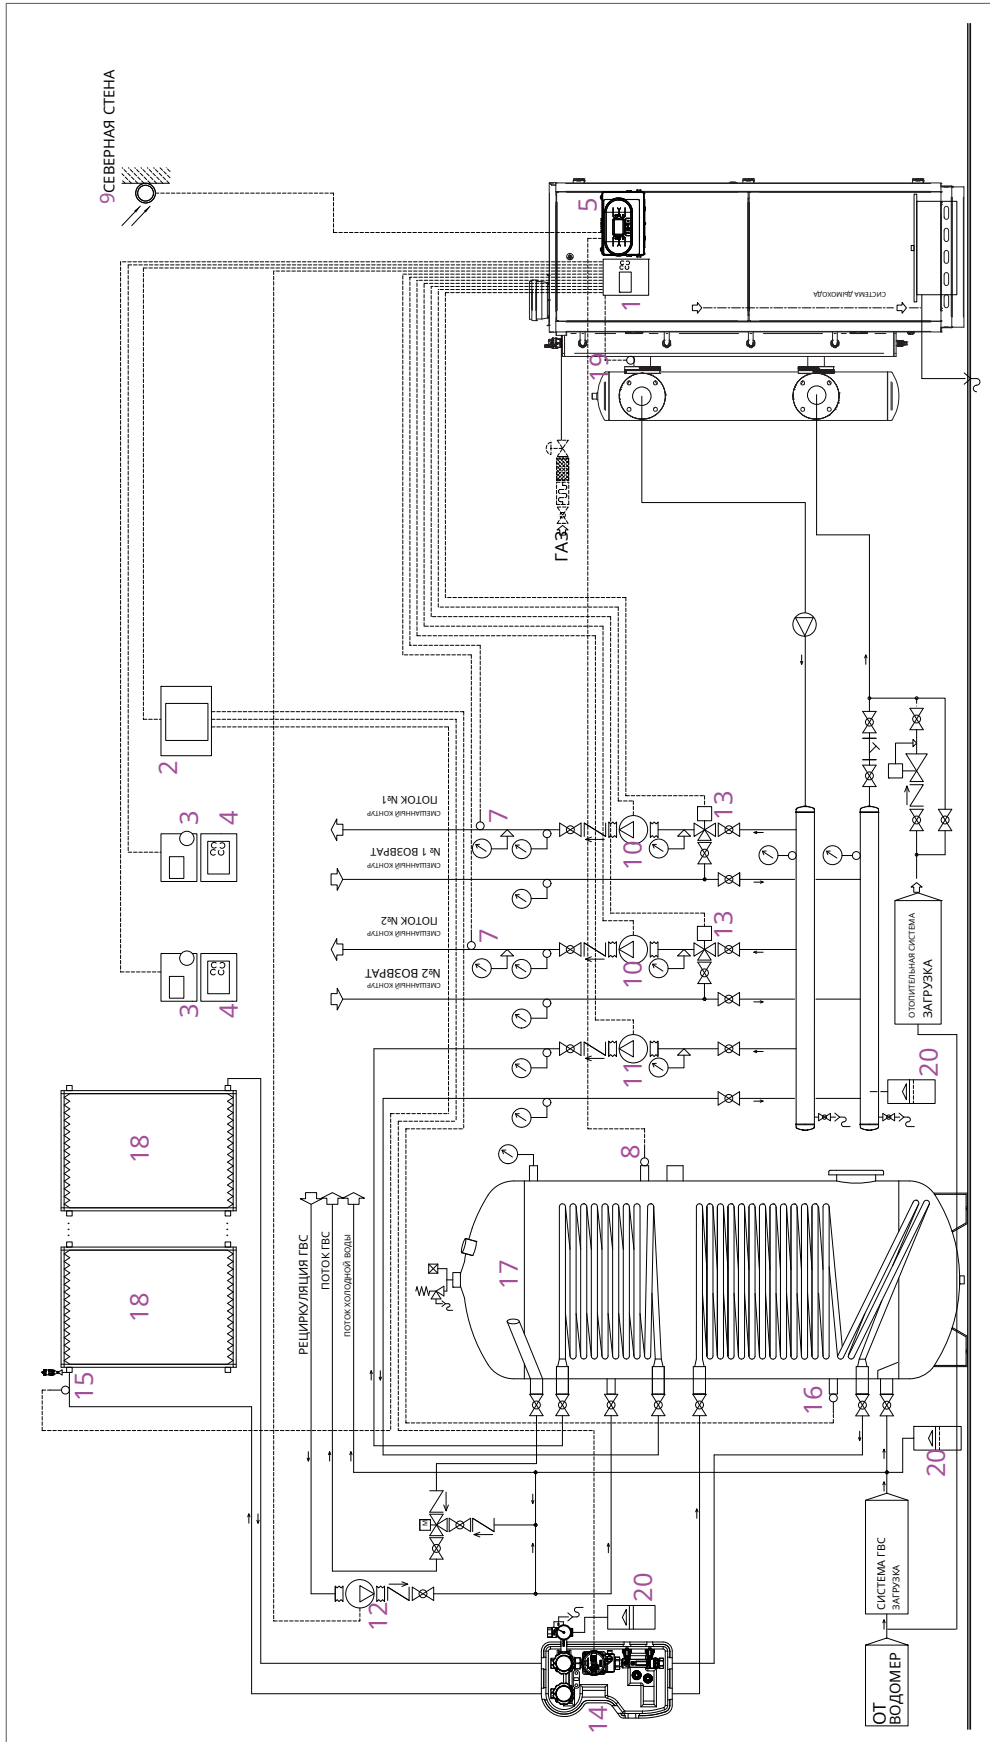 9
СЕВЕРНАЯ СТЕНА
5
1
СИСТЕМА ДЫМОХОДА
19
ГАЗ
2
3
4
3
4
ПОТОК №1
СМЕШАННЫЙ КОНТУР
№ 1 ВОЗВРАТ
СМЕШАННЫЙ КОНТУР
ПОТОК №2
СМЕШАННЫЙ КОНТУР
№2 ВОЗВРАТ
СМЕШАННЫЙ КОНТУР
7
7
10
10
11
13
13
ОТОПИТЕЛЬНАЯ СИСТЕМА
ЗАГРУЗКА
20
18
18
15
РЕЦИРКУЛЯЦИЯ ГВС
ПОТОК ГВС
ПОТОК ХОЛОДНОЙ ВОДЫ
8
17
16
M
12
14
20
20
СИСТЕМА ГВС
ЗАГРУЗКА
ОТ
ВОДОМЕР